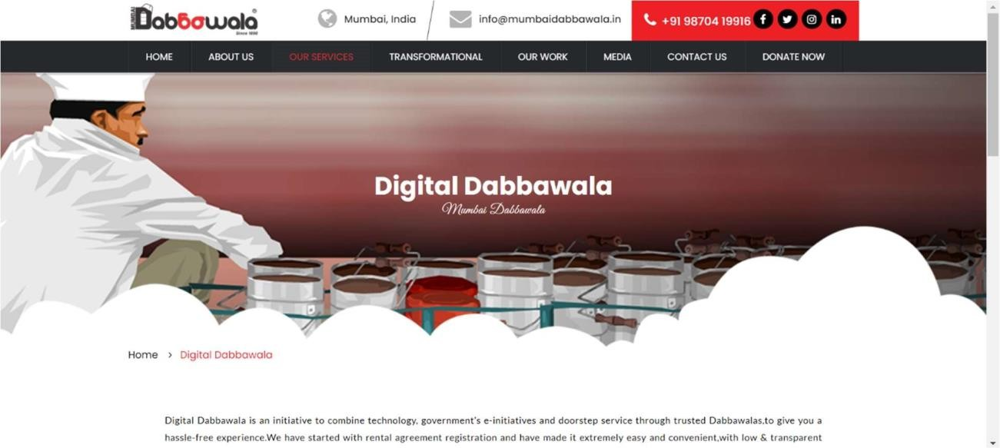 MUMBAI Dabbawala ®
Since 1890
Mumbai, India
info@mumbaidabbawala.in
+91 98704 19916
HOME ABOUT US OUR SERVICES TRANSFORMATIONAL OUR WORK MEDIA CONTACT US DONATE NOW
Digital Dabbawala
Mumbai Dabbawala
Home > Digital Dabbawala
Digital Dabbawala is an initiative to combine technology, government's e-initiatives and doorstep service through trusted Dabbawalas,to give you a
hassle-free experience.We have started with rental agreement registration and have made it extremely easy and convenient,with low & transparent